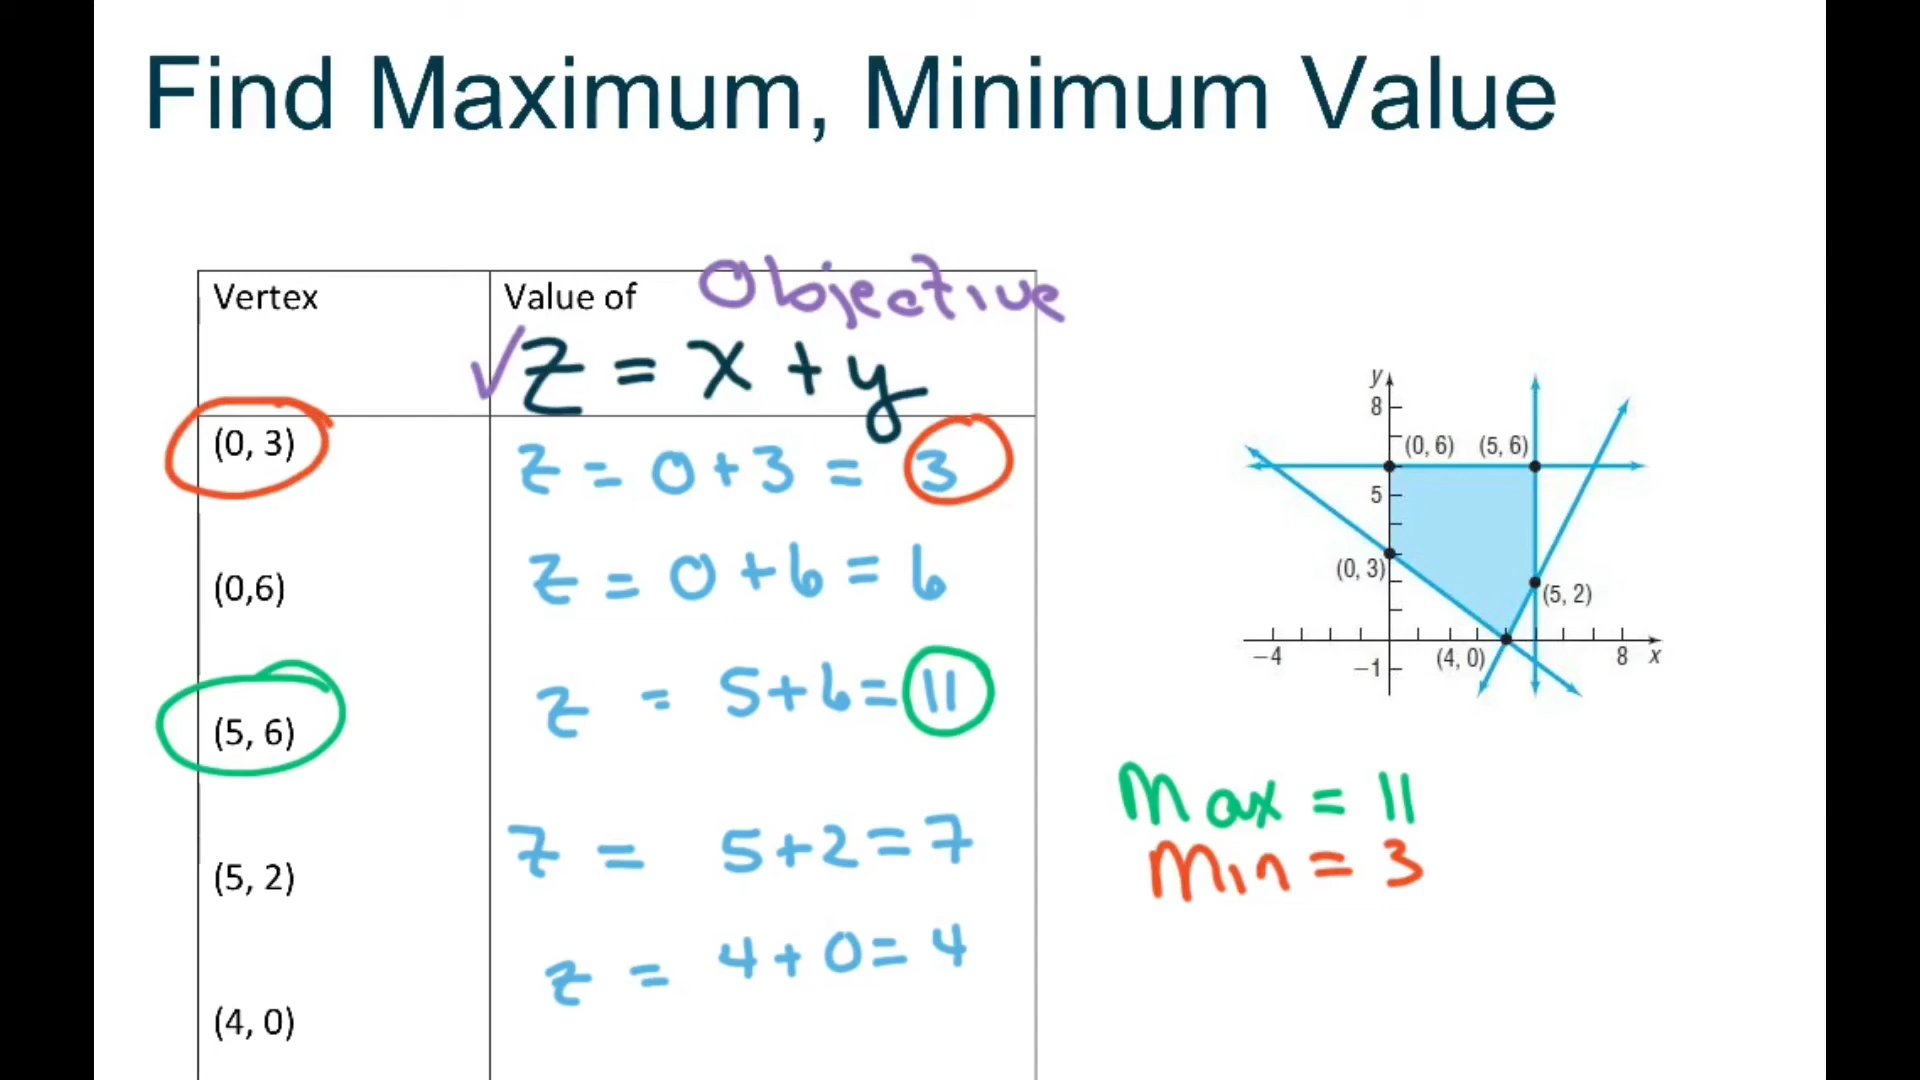 Find Maximum, Minimum Value
Vertex
Value of Objective
✓ z = x + y
(0, 3)
z = 0 + 3 = 3
(0,6)
z = 0 + 6 = 6
(5, 6)
z = 5 + 6 = 11
(5, 2)
z = 5 + 2 = 7
(4, 0)
z = 4 + 0 = 4
y
8
(0, 6) (5, 6)
5
(0, 3)
(5, 2)
−4
−1
(4, 0)
8 x
Max = 11
Min = 3